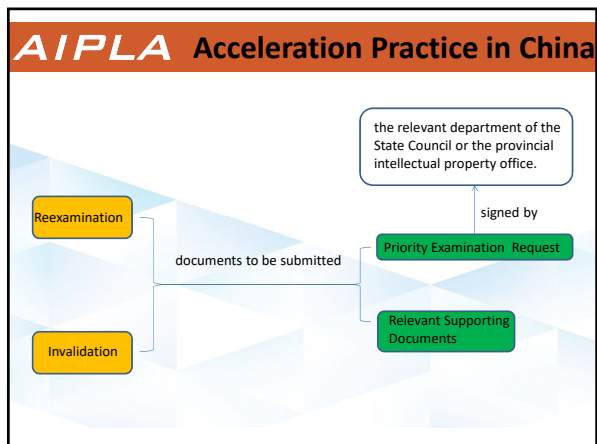 AIPLA Acceleration Practice in China
the relevant department of the
State Council or the provincial
intellectual property office.
Reexamination
signed by
documents to be submitted
Priority Examination Request
Relevant Supporting
Documents
Invalidation